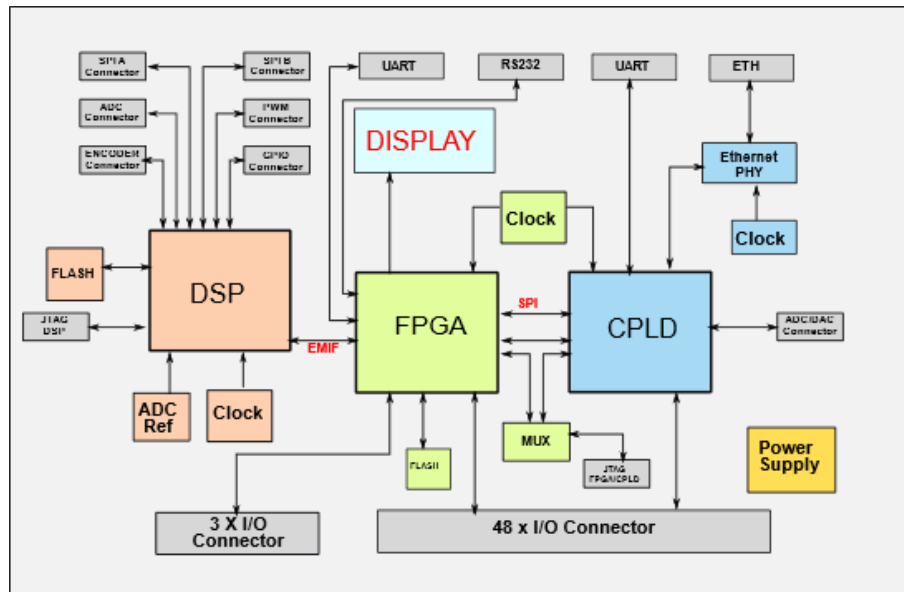 SPI A
Connector
SPI B
Connector
UART
RS232
UART
ETH
ADC
Connector
PWM
Connector
DISPLAY
ENCODER
Connector
GPIO
Connector
Ethernet
PHY
Clock
Clock
FLASH
DSP
JTAG
DSP
FPGA
SPI
CPLD
ADC/DAC
Connector
EMIF
ADC
Ref
Clock
MUX
FLASH
JTAG
FPGA/CPLD
Power
Supply
3 X I/O
Connector
48 x I/O Connector